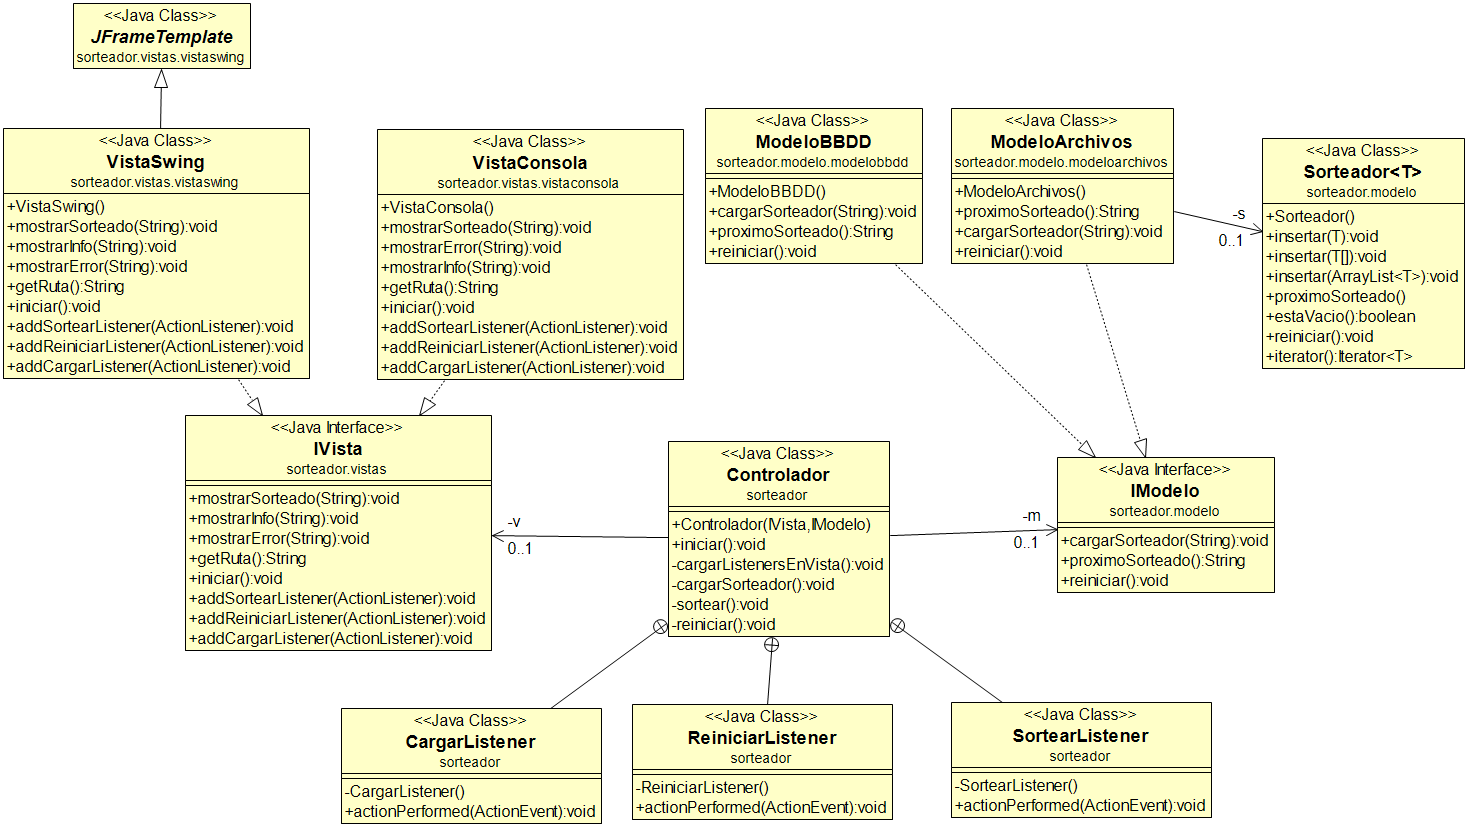 <<Java Class>>
JFrameTemplate
sorteador.vistas.vistaswing
<<Java Class>>
VistaSwing
sorteador.vistas.vistaswing
+VistaSwing()
+mostrarSorteado(String):void
+mostrarInfo(String):void
+mostrarError(String):void
+getRuta():String
+iniciar():void
+addSortearListener(ActionListener):void
+addReiniciarListener(ActionListener):void
+addCargarListener(ActionListener):void
<<Java Class>>
VistaConsola
sorteador.vistas.vistaconsola
+VistaConsola()
+mostrarSorteado(String):void
+mostrarError(String):void
+mostrarInfo(String):void
+getRuta():String
+iniciar():void
+addSortearListener(ActionListener):void
+addReiniciarListener(ActionListener):void
+addCargarListener(ActionListener):void
<<Java Class>>
ModeloBBDD
sorteador.modelo.modelobbdd
+ModeloBBDD()
+cargarSorteador(String):void
+proximoSorteado():String
+reiniciar():void
<<Java Class>>
ModeloArchivos
sorteador.modelo.modeloarchivos
+ModeloArchivos()
+proximoSorteado():String
+cargarSorteador(String):void
+reiniciar():void
-s
0..1
<<Java Class>>
Sorteador<T>
sorteador.modelo
+Sorteador()
+insertar(T):void
+insertar(T[]):void
+insertar(ArrayList<T>):void
+proximoSorteado()
+estaVacio():boolean
+reiniciar():void
+iterator():Iterator<T>
<<Java Interface>>
IVista
sorteador.vistas
+mostrarSorteado(String):void
+mostrarInfo(String):void
+mostrarError(String):void
+getRuta():String
+iniciar():void
+addSortearListener(ActionListener):void
+addReiniciarListener(ActionListener):void
+addCargarListener(ActionListener):void
-v
0..1
<<Java Class>>
Controlador
sorteador
+Controlador(IVista,IModelo)
+iniciar():void
-cargarListenersEnVista():void
-cargarSorteador():void
-sortear():void
-reiniciar():void
-m
0..1
<<Java Interface>>
IModelo
sorteador.modelo
+cargarSorteador(String):void
+proximoSorteado():String
+reiniciar():void
<<Java Class>>
CargarListener
sorteador
-CargarListener()
+actionPerformed(ActionEvent):void
<<Java Class>>
ReiniciarListener
sorteador
-ReiniciarListener()
+actionPerformed(ActionEvent):void
<<Java Class>>
SortearListener
sorteador
-SortearListener()
+actionPerformed(ActionEvent):void